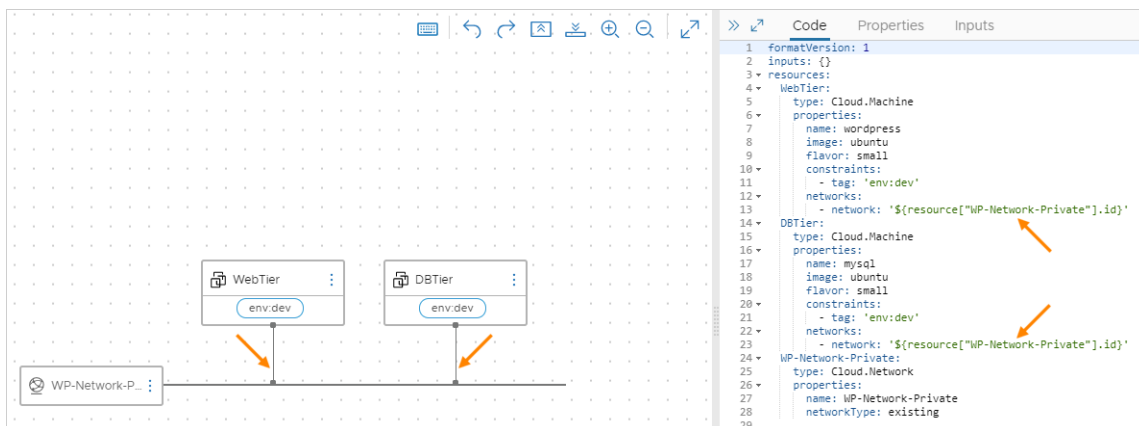 WebTier
env:dev
DBTier
env:dev
WP-Network-P...
Code Properties Inputs
1 formatVersion: 1
2 inputs: {}
3 resources:
4 WebTier:
5 type: Cloud.Machine
6 properties:
7 name: wordpress
8 image: ubuntu
9 flavor: small
10 constraints:
11 - tag: 'env:dev'
12 networks:
13 - network: '${resource["WP-Network-Private"].id}'
14 DBTier:
15 type: Cloud.Machine
16 properties:
17 name: mysql
18 image: ubuntu
19 flavor: small
20 constraints:
21 - tag: 'env:dev'
22 networks:
23 - network: '${resource["WP-Network-Private"].id}'
24 WP-Network-Private:
25 type: Cloud.Network
26 properties:
27 name: WP-Network-Private
28 networkType: existing
29